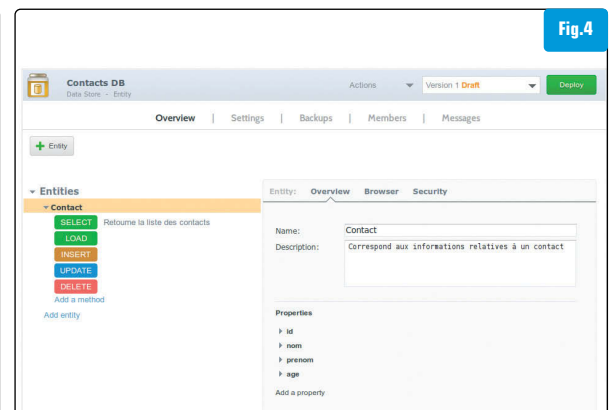 Fig.4
Contacts DB
Data Store - Entity
Actions
Version 1 Draft
Deploy
Overview | Settings | Backups | Members | Messages
+ Entity
Entities
Contact
SELECT Retourne la liste des contacts
LOAD
INSERT
UPDATE
DELETE
Add a method
Add entity
Entity: Overview Browser Security
Name: Contact
Description: Correspond aux informations relatives à un contact
Properties
id
nom
prenom
age
Add a property